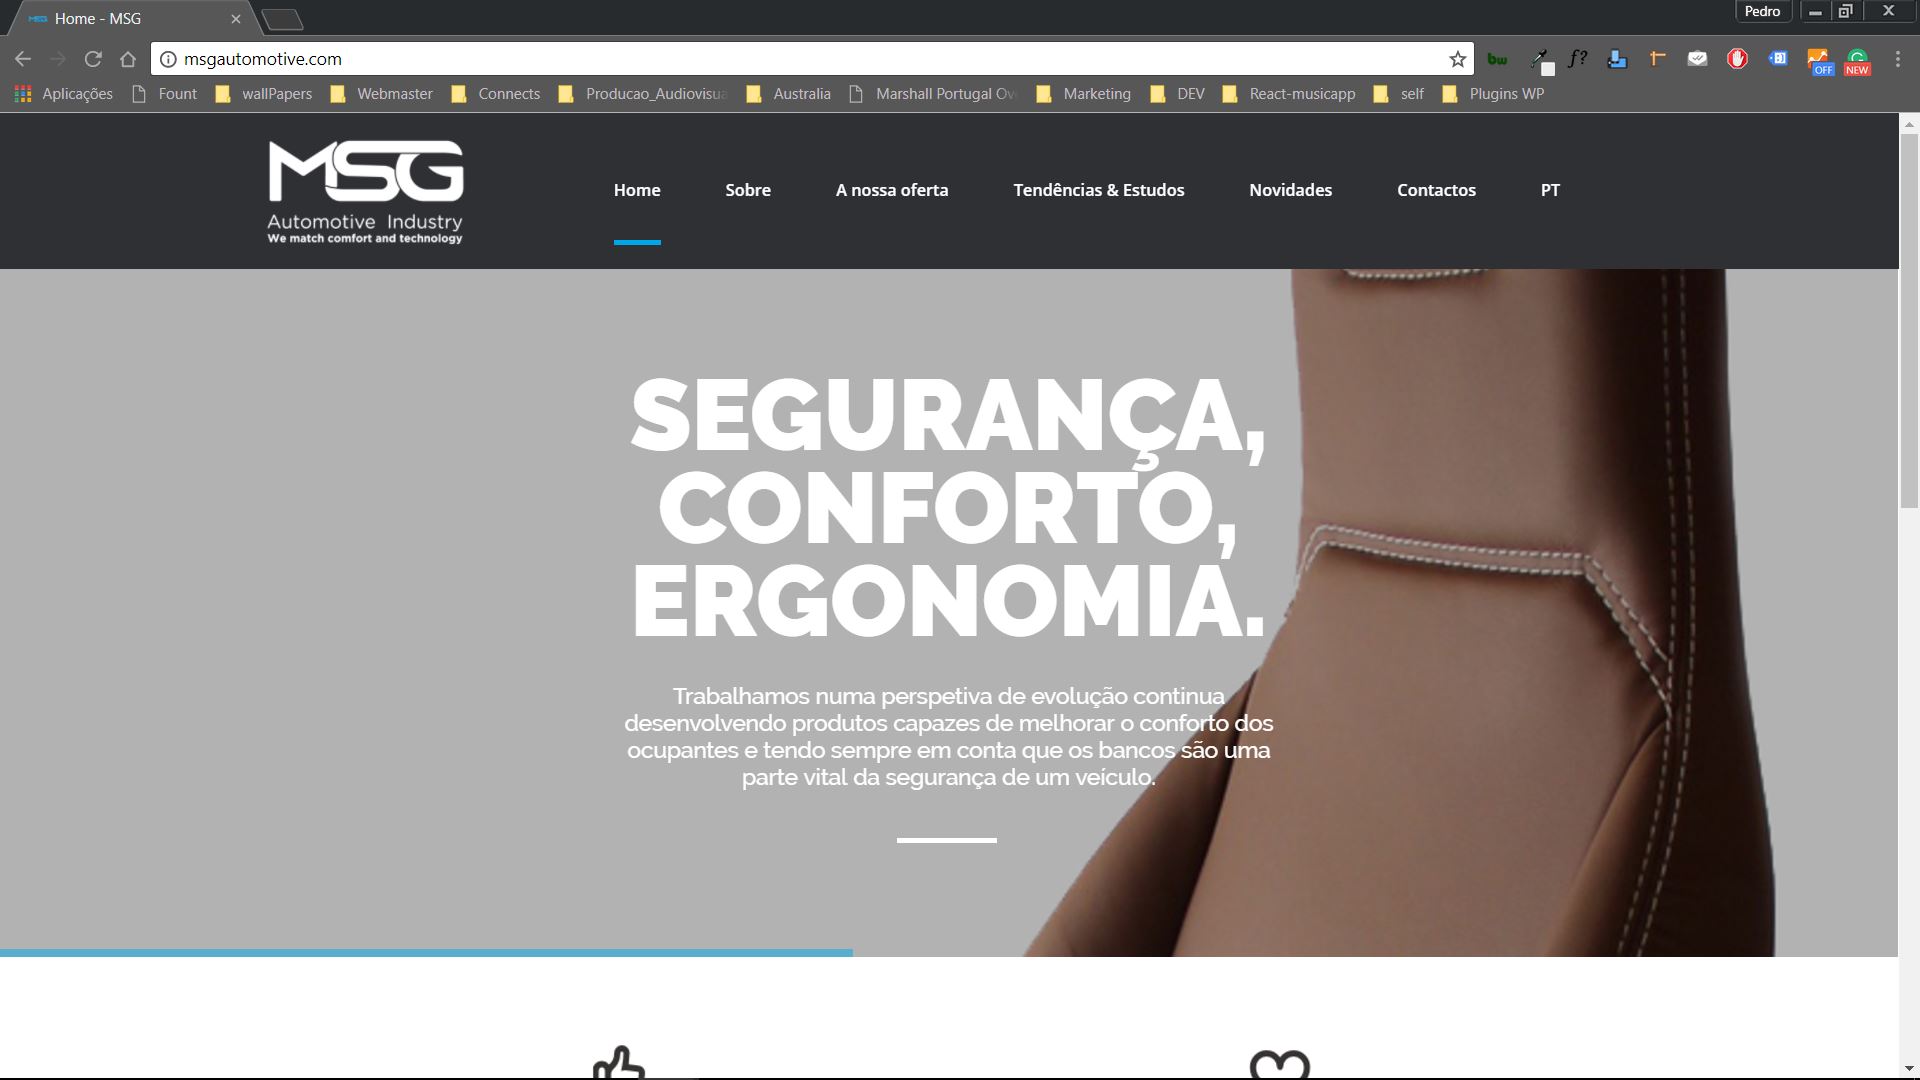 Home - MSG
Pedro
msgautomotive.com
bw
f?
OFF
NEW
Aplicações
Fount
wallPapers
Webmaster
Connects
Producao_Audiovisua
Australia
Marshall Portugal Ov
Marketing
DEV
React-musicapp
self
Plugins WP
MSG
Automotive Industry
We match comfort and technology
Home
Sobre
A nossa oferta
Tendências & Estudos
Novidades
Contactos
PT
SEGURANÇA,
CONFORTO,
ERGONOMIA.
Trabalhamos numa perspetiva de evolução continua
desenvolvendo produtos capazes de melhorar o conforto dos
ocupantes e tendo sempre em conta que os bancos são uma
parte vital da segurança de um veículo.